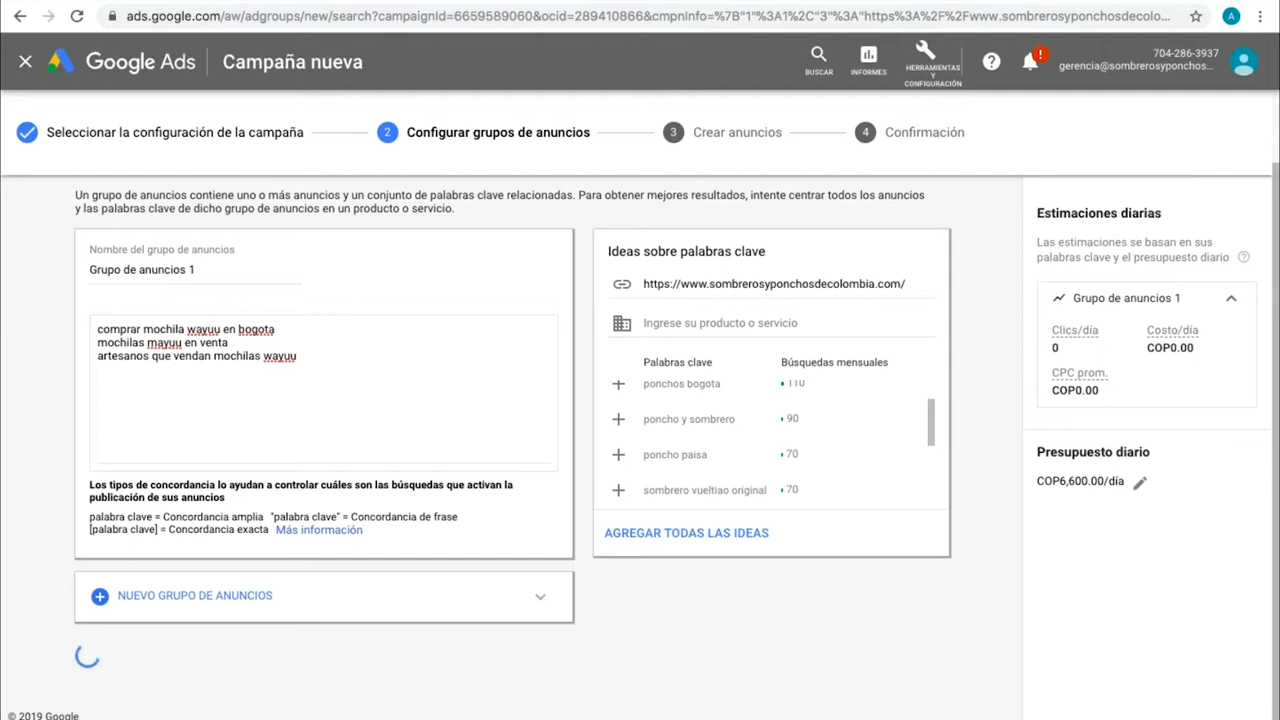 ads.google.com/aw/adgroups/new/search?campaignId=6659589060&ocid=289410866&cmpnInfo=%7B"1"%3A1%2C"3"%3A"https%3A%2F%2Fwww.sombrerosyponchosdecolo...
A
Google Ads
Campaña nueva
BUSCAR
INFORMES
HERRAMIENTAS
Y
CONFIGURACIÓN
?
!
704-286-3937
gerencia@sombrerosyponchos...
Seleccionar la configuración de la campaña
2 Configurar grupos de anuncios
3 Crear anuncios
4 Confirmación
Un grupo de anuncios contiene uno o más anuncios y un conjunto de palabras clave relacionadas. Para obtener mejores resultados, intente centrar todos los anuncios
y las palabras clave de dicho grupo de anuncios en un producto o servicio.
Nombre del grupo de anuncios
Grupo de anuncios 1
comprar mochila wayuu en bogota
mochilas mayuu en venta
artesanos que vendan mochilas wayuu
Los tipos de concordancia lo ayudan a controlar cuáles son las búsquedas que activan la
publicación de sus anuncios
palabra clave = Concordancia amplia "palabra clave" = Concordancia de frase
[palabra clave] = Concordancia exacta Más información
NUEVO GRUPO DE ANUNCIOS
Ideas sobre palabras clave
https://www.sombrerosyponchosdecolombia.com/
Ingrese su producto o servicio
Palabras clave Búsquedas mensuales
ponchos bogota 110
poncho y sombrero 90
poncho paisa 70
sombrero vueltiao original 70
AGREGAR TODAS LAS IDEAS
Estimaciones diarias
Las estimaciones se basan en sus
palabras clave y el presupuesto diario ?
Grupo de anuncios 1
Clics/día Costo/día
0 COP0.00
CPC prom.
COP0.00
Presupuesto diario
COP6,600.00/día
© 2019 Google